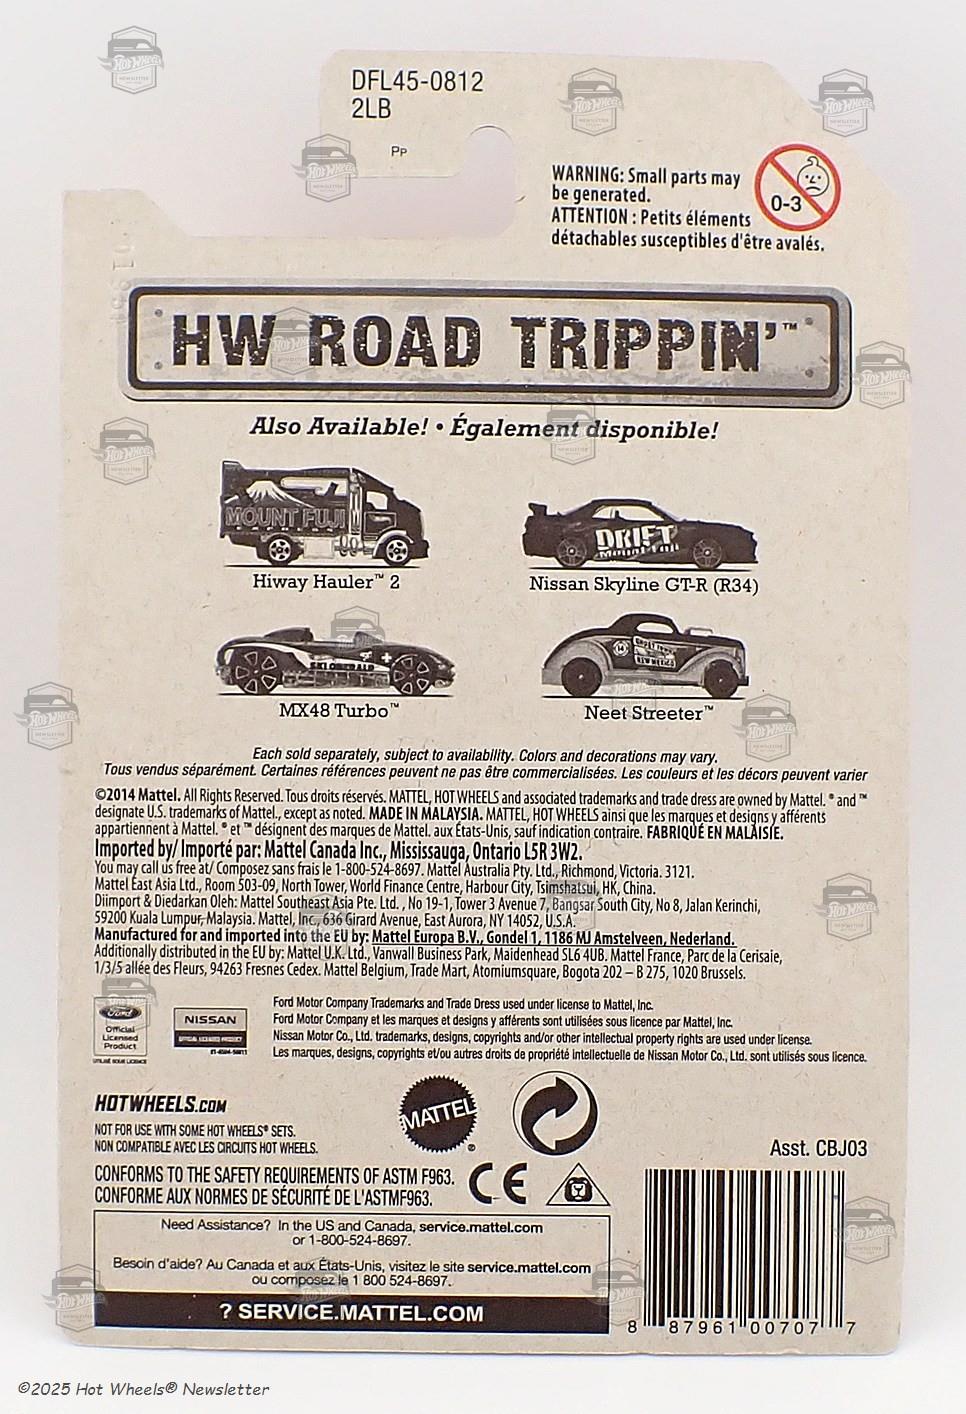 DFL45-0812
2LB
PP
WARNING: Small parts may
be generated.
ATTENTION : Petits éléments
détachables susceptibles d'être avalés.
0-3
HW ROAD TRIPPIN'™
Also Available! • Également disponible!
MOUNT FUJI
Hiway Hauler™ 2
DRIFT
Nissan Skyline GT-R (R34)
MX48 Turbo™
GHOST TOWN
NEW MEXICO
Neet Streeter™
Each sold separately, subject to availability. Colors and decorations may vary.
Tous vendus séparément. Certaines références peuvent ne pas être commercialisées. Les couleurs et les décors peuvent varier
©2014 Mattel. All Rights Reserved. Tous droits réservés. MATTEL, HOT WHEELS and associated trademarks and trade dress are owned by Mattel. ® and ™
designate U.S. trademarks of Mattel., except as noted. MADE IN MALAYSIA. MATTEL, HOT WHEELS ainsi que les marques et designs y afférents
appartiennent à Mattel. ® et ™ désignent des marques de Mattel. aux États-Unis, sauf indication contraire. FABRIQUÉ EN MALAISIE.
Imported by/ Importé par: Mattel Canada Inc., Mississauga, Ontario L5R 3W2.
You may call us free at/ Composez sans frais le 1-800-524-8697. Mattel Australia Pty. Ltd., Richmond, Victoria. 3121.
Mattel East Asia Ltd., Room 503-09, North Tower, World Finance Centre, Harbour City, Tsimshatsui, HK, China.
Diimport & Diedarkan Oleh: Mattel Southeast Asia Pte. Ltd. , No 19-1, Tower 3 Avenue 7, Bangsar South City, No 8, Jalan Kerinchi,
59200 Kuala Lumpur, Malaysia. Mattel, Inc., 636 Girard Avenue, East Aurora, NY 14052, U.S.A.
Manufactured for and imported into the EU by: Mattel Europa B.V., Gondel 1, 1186 MJ Amstelveen, Nederland.
Additionally distributed in the EU by: Mattel U.K. Ltd., Vanwall Business Park, Maidenhead SL6 4UB. Mattel France, Parc de la Cerisaie,
1/3/5 allée des Fleurs, 94263 Fresnes Cedex. Mattel Belgium, Trade Mart, Atomiumsquare, Bogota 202 – B 275, 1020 Brussels.
Ford
Official
Licensed
Product
NISSAN
Ford Motor Company Trademarks and Trade Dress used under license to Mattel, Inc.
Ford Motor Company et les marques et designs y afférents sont utilisées sous licence par Mattel, Inc.
Nissan Motor Co., Ltd. trademarks, designs, copyrights and/or other intellectual property rights are used under license.
Les marques, designs, copyrights et/ou autres droits de propriété intellectuelle de Nissan Motor Co., Ltd. sont utilisés sous licence.
HOTWHEELS.COM
NOT FOR USE WITH SOME HOT WHEELS® SETS.
NON COMPATIBLE AVEC LES CIRCUITS HOT WHEELS.
MATTEL®
Asst. CBJ03
CONFORMS TO THE SAFETY REQUIREMENTS OF ASTM F963.
CONFORME AUX NORMES DE SÉCURITÉ DE L'ASTMF963.
CE
Need Assistance? In the US and Canada, service.mattel.com
or 1-800-524-8697.
Besoin d'aide? Au Canada et aux États-Unis, visitez le site service.mattel.com
ou composez le 1 800 524-8697.
? SERVICE.MATTEL.COM
8 87961 00707 7
©2025 Hot Wheels® Newsletter